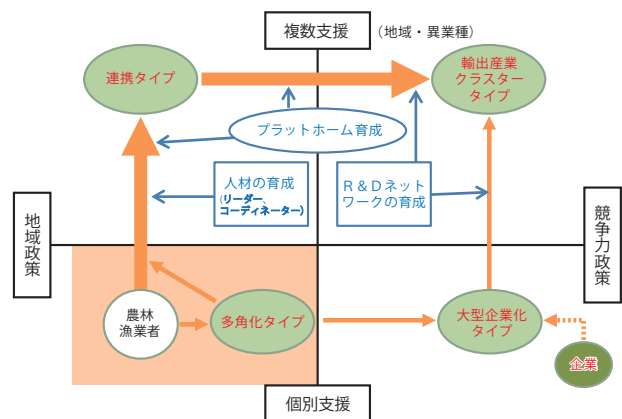 複数支援
(地域・異業種)
連携タイプ
輸出産業
クラスター
タイプ
プラットホーム育成
人材の育成
(リーダー、
コーディネーター)
R&Dネット
ワークの育成
地域政策
競争力政策
農林
漁業者
多角化タイプ
大型企業化
タイプ
企業
個別支援